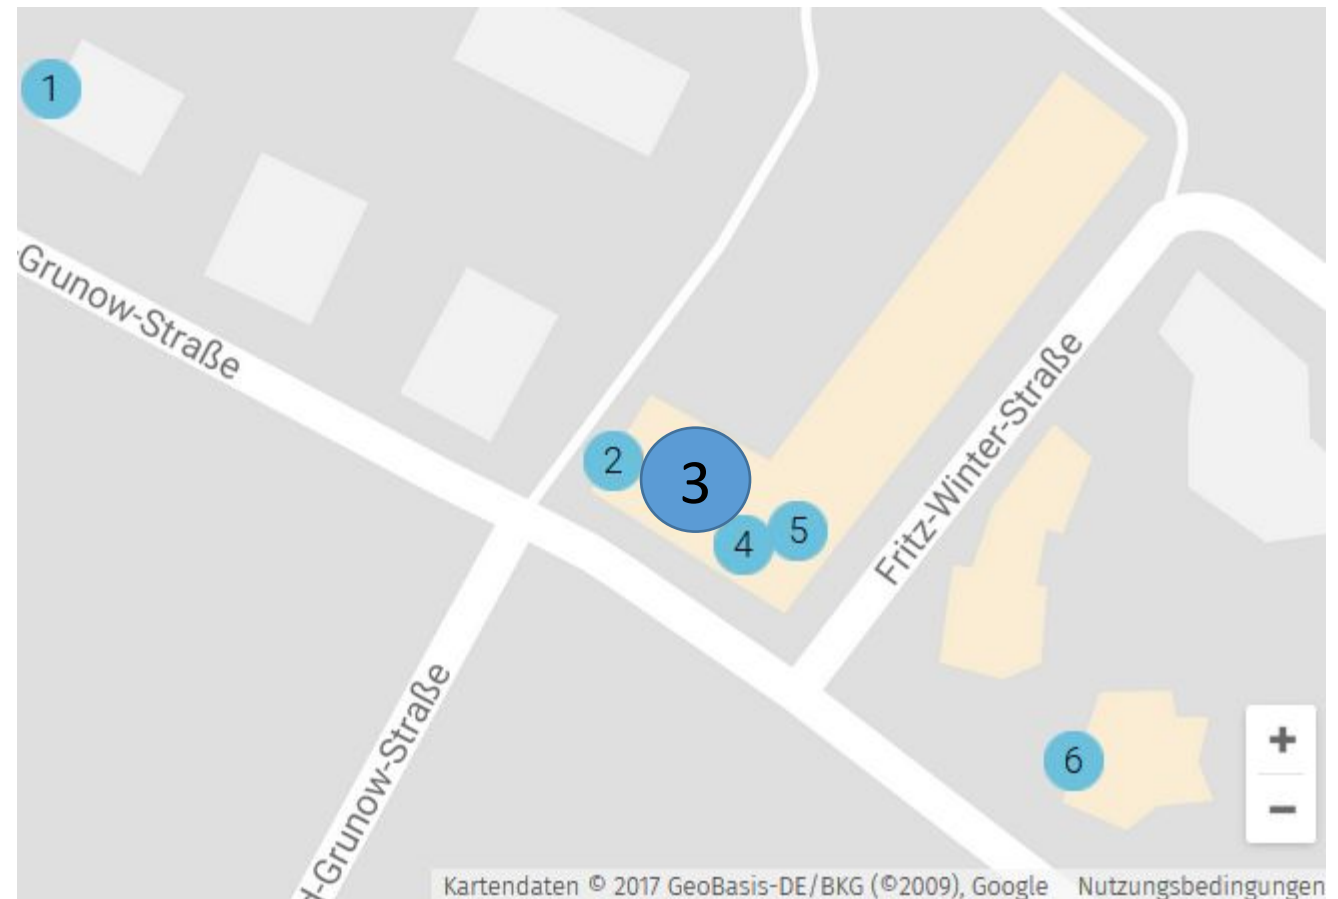 1
-Grunow-Straße
2
3
4
5
Fritz-Winter-Straße
d-Grunow-Straße
6
+
−
Kartendaten © 2017 GeoBasis-DE/BKG (©2009), Google Nutzungsbedingungen